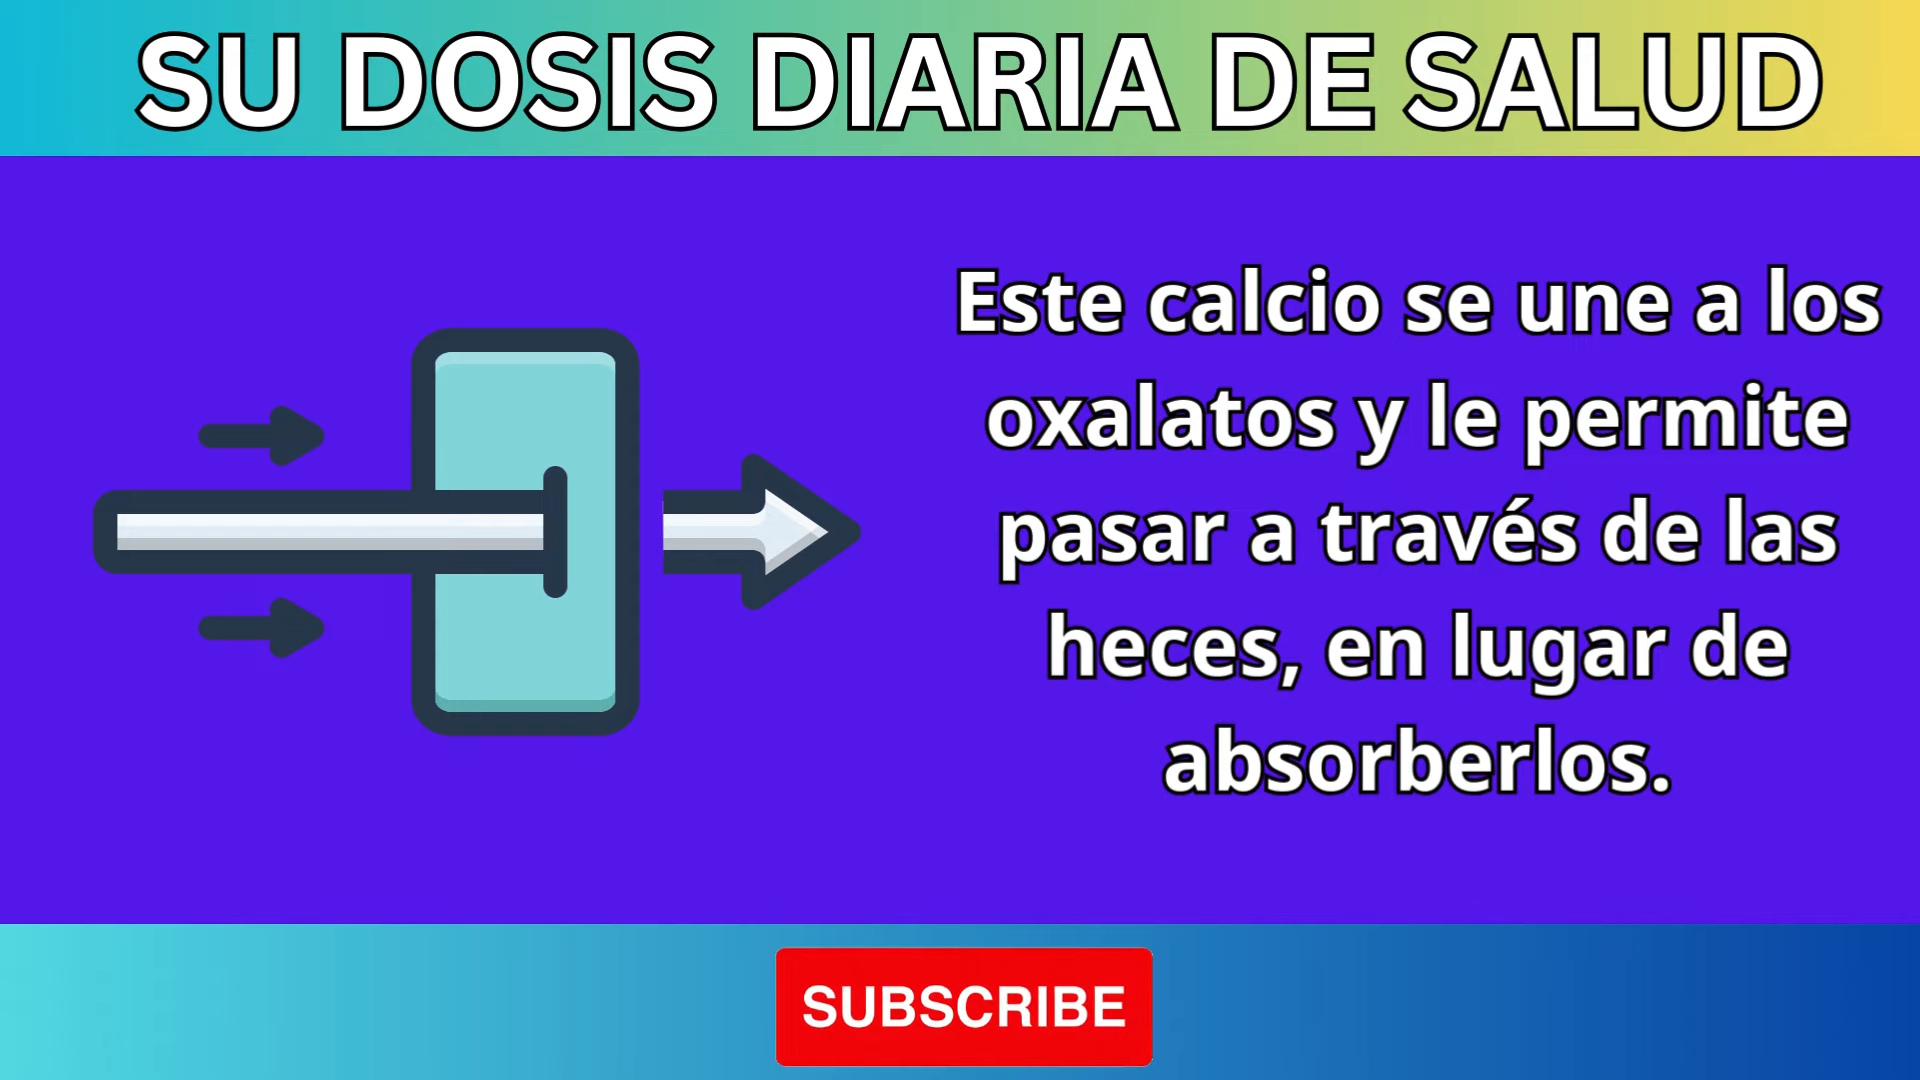 SU DOSIS DIARIA DE SALUD
Este calcio se une a los
oxalatos y le permite
pasar a través de las
heces, en lugar de
absorberlos.
SUBSCRIBE